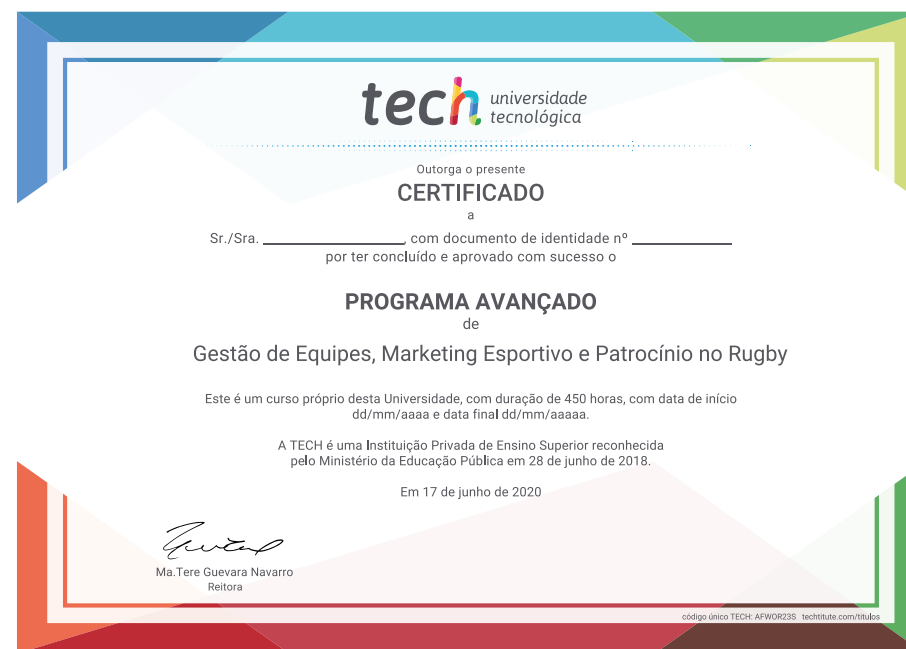 tech universidade
tecnológica
Outorga o presente
CERTIFICADO
a
Sr./Sra. ________________, com documento de identidade nº ____________
por ter concluído e aprovado com sucesso o
PROGRAMA AVANÇADO
de
Gestão de Equipes, Marketing Esportivo e Patrocínio no Rugby
Este é um curso próprio desta Universidade, com duração de 450 horas, com data de início
dd/mm/aaaa e data final dd/mm/aaaaa.
A TECH é uma Instituição Privada de Ensino Superior reconhecida
pelo Ministério da Educação Pública em 28 de junho de 2018.
Em 17 de junho de 2020
Ma.Tere Guevara Navarro
Reitora
código único TECH: AFWOR23S techtitute.com/titulos